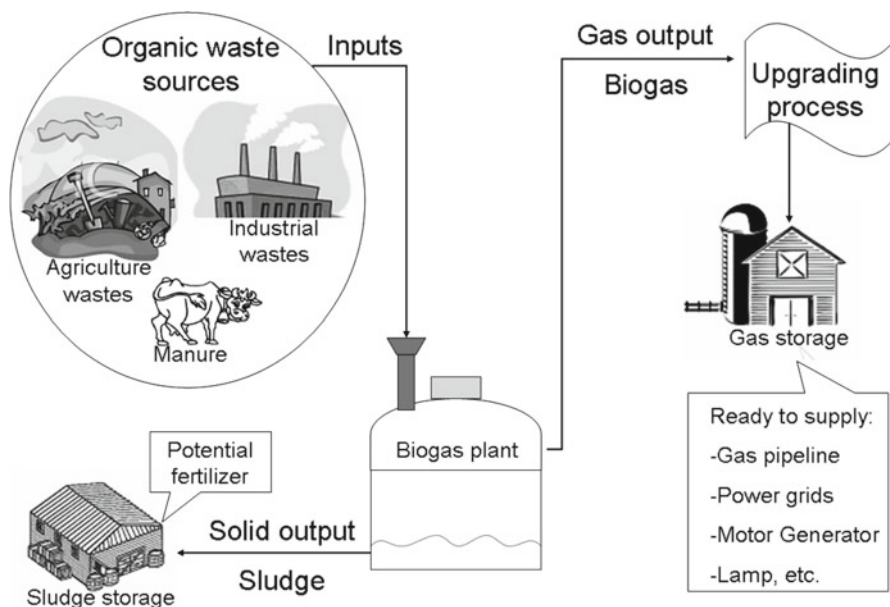 Organic waste
sources
Agriculture
wastes
Industrial
wastes
Manure
Inputs
Biogas plant
Gas output
Biogas
Upgrading
process
Gas storage
Ready to supply:
-Gas pipeline
-Power grids
-Motor Generator
-Lamp, etc.
Solid output
Sludge
Potential
fertilizer
Sludge storage